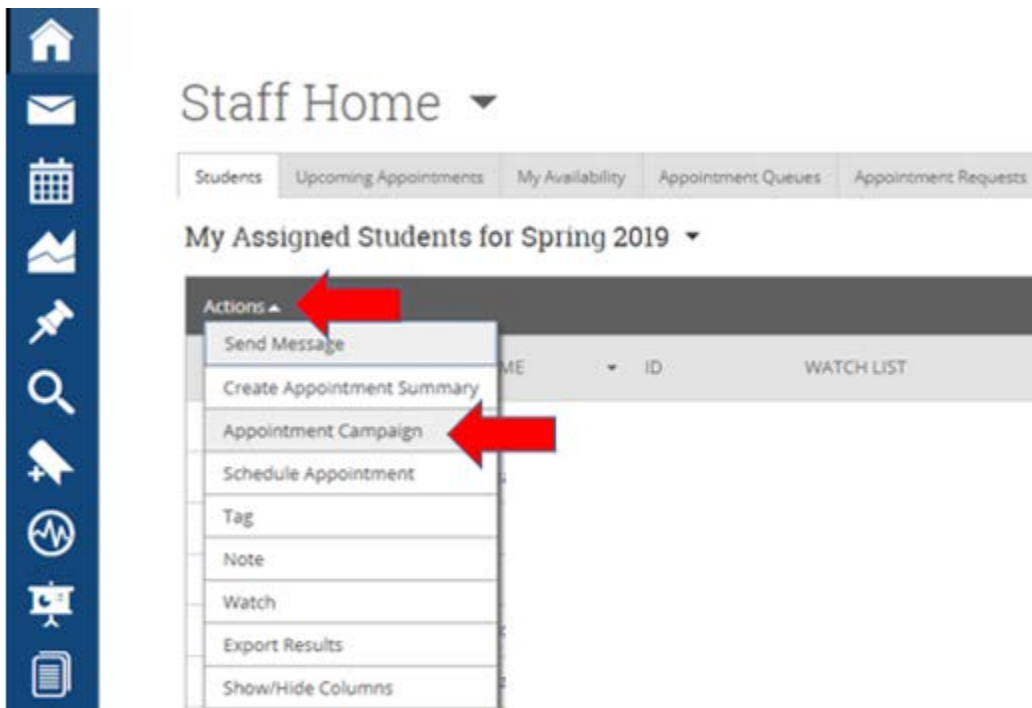 Staff Home
Students Upcoming Appointments My Availability Appointment Queues Appointment Requests
My Assigned Students for Spring 2019
Actions
Send Message
ME ID WATCH LIST
Create Appointment Summary
Appointment Campaign
Schedule Appointment
Tag
Note
Watch
Export Results
Show/Hide Columns